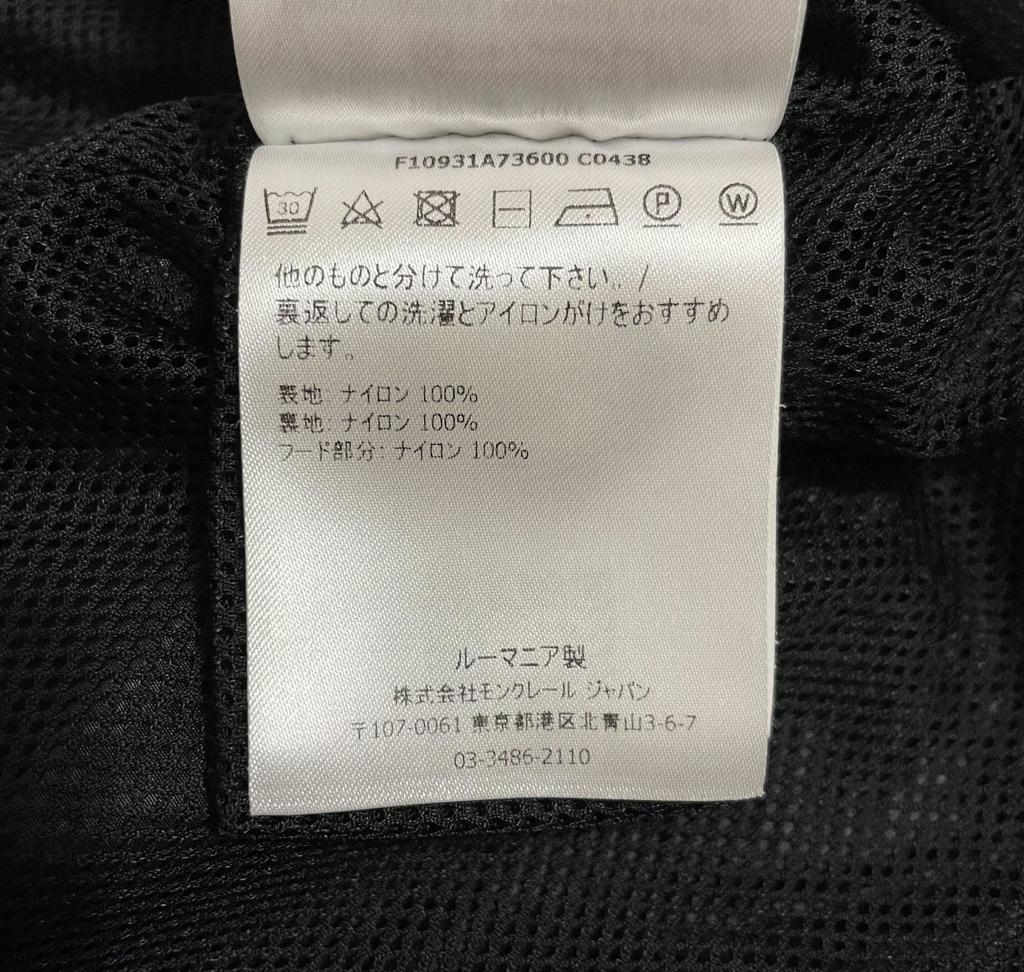 F10931A73600 C0438
30 P W
他のものと分けて洗って下さい。/
裏返しての洗濯とアイロンがけをおすすめ
します。
表地: ナイロン 100%
裏地: ナイロン 100%
フード部分: ナイロン 100%
ルーマニア製
株式会社モンクレール ジャパン
〒107-0061 東京都港区北青山3-6-7
03-3486-2110